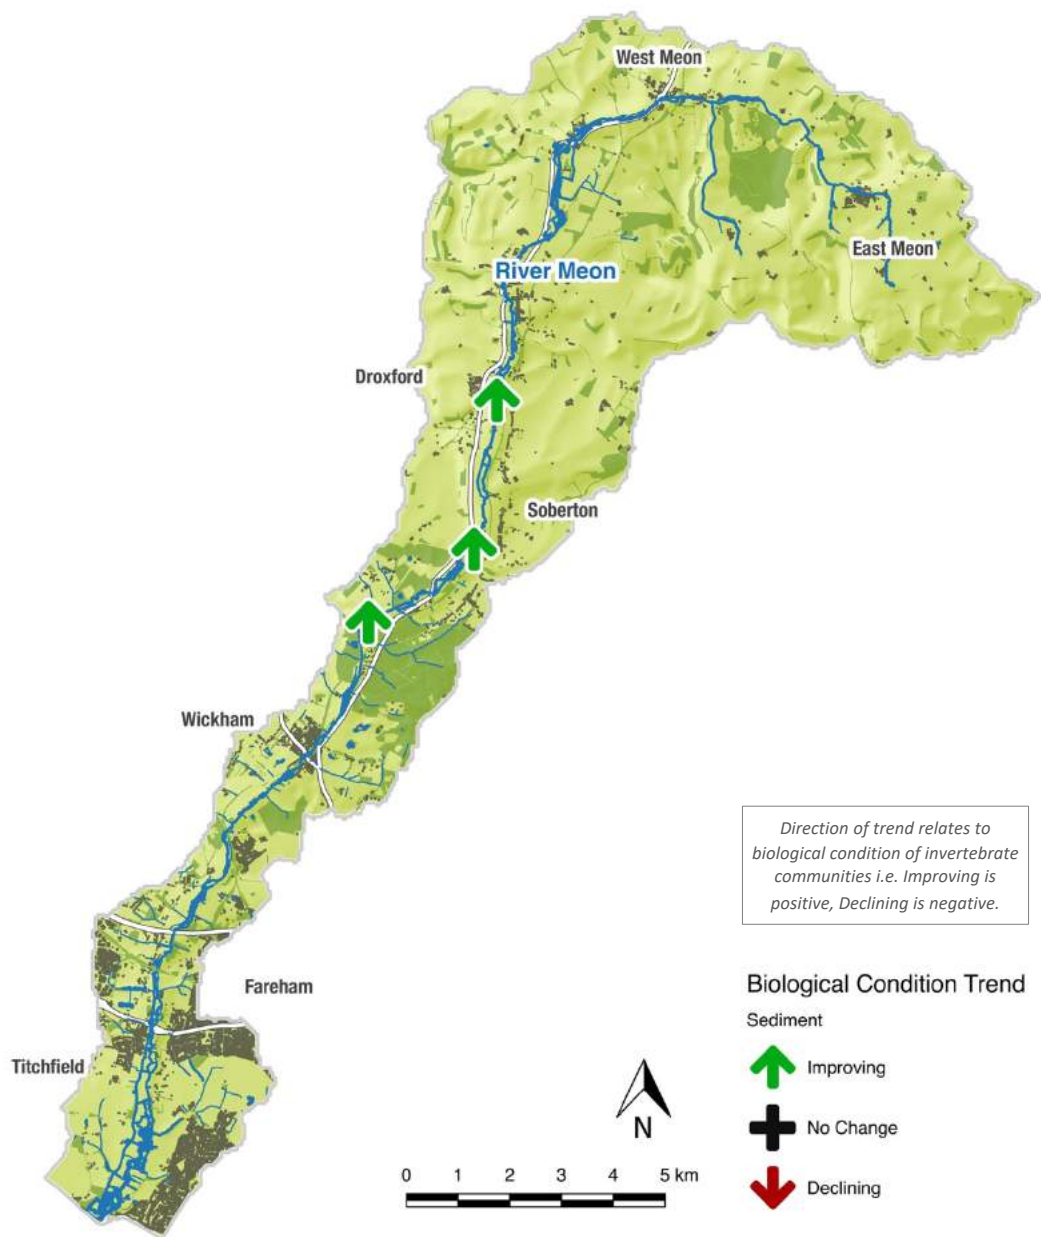 West Meon
East Meon
River Meon
Droxford
Soberton
Wickham
Fareham
Titchfield
Direction of trend relates to
biological condition of invertebrate
communities i.e. Improving is
positive, Declining is negative.
Biological Condition Trend
Sediment
Improving
No Change
Declining
N
0 1 2 3 4 5 km